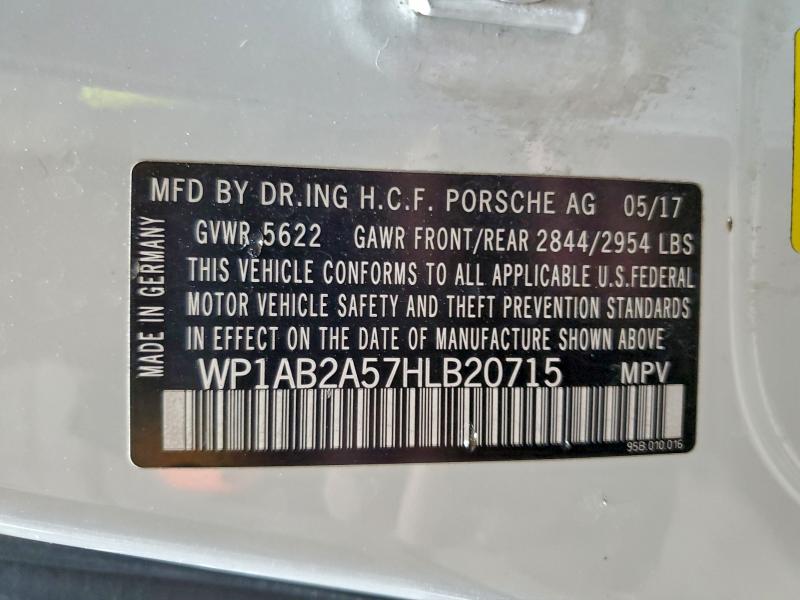 MFD BY DR.ING H.C.F. PORSCHE AG 05/17
GVWR 5622 GAWR FRONT/REAR 2844/2954 LBS
THIS VEHICLE CONFORMS TO ALL APPLICABLE U.S.FEDERAL
MOTOR VEHICLE SAFETY AND THEFT PREVENTION STANDARDS
IN EFFECT ON THE DATE OF MANUFACTURE SHOWN ABOVE
WP1AB2A57HLB20715 MPV
95B.010.016
MADE IN GERMANY